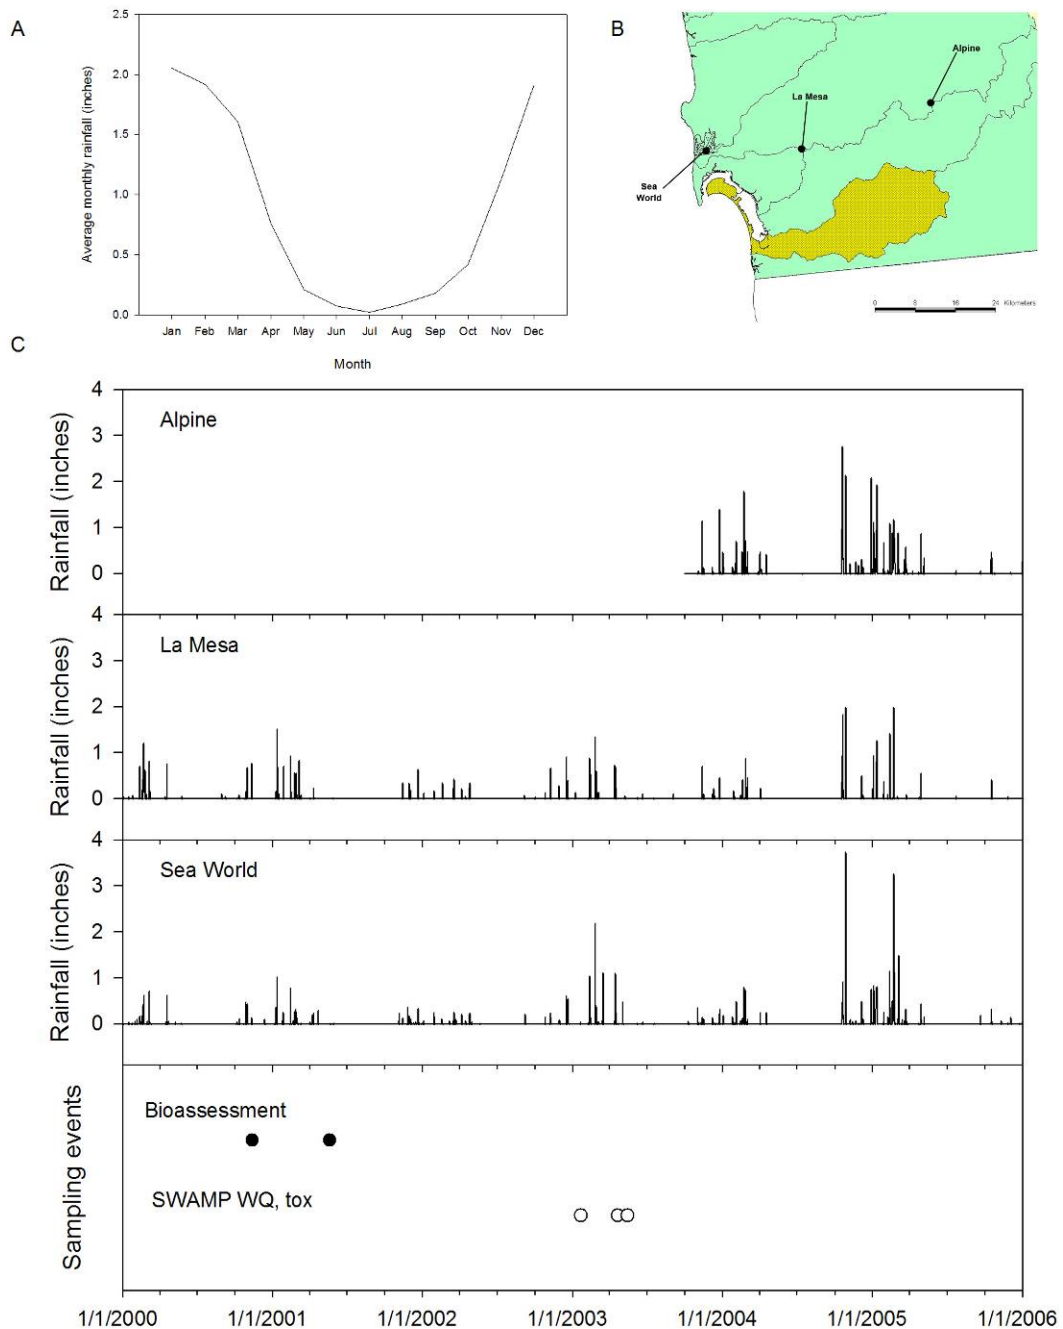 A
2.5
2.0
1.5
1.0
0.5
0.0
Average monthly rainfall (inches)
Jan Feb Mar Apr May Jun Jul Aug Sep Oct Nov Dec
Month
B
Alpine
La Mesa
Sea
World
0 8 16 24 Kilometers
C
4
3
2
1
0
Rainfall (inches)
Alpine
4
3
2
1
0
Rainfall (inches)
La Mesa
4
3
2
1
0
Rainfall (inches)
Sea World
Sampling events
Bioassessment
SWAMP WQ, tox
1/1/2000 1/1/2001 1/1/2002 1/1/2003 1/1/2004 1/1/2005 1/1/2006